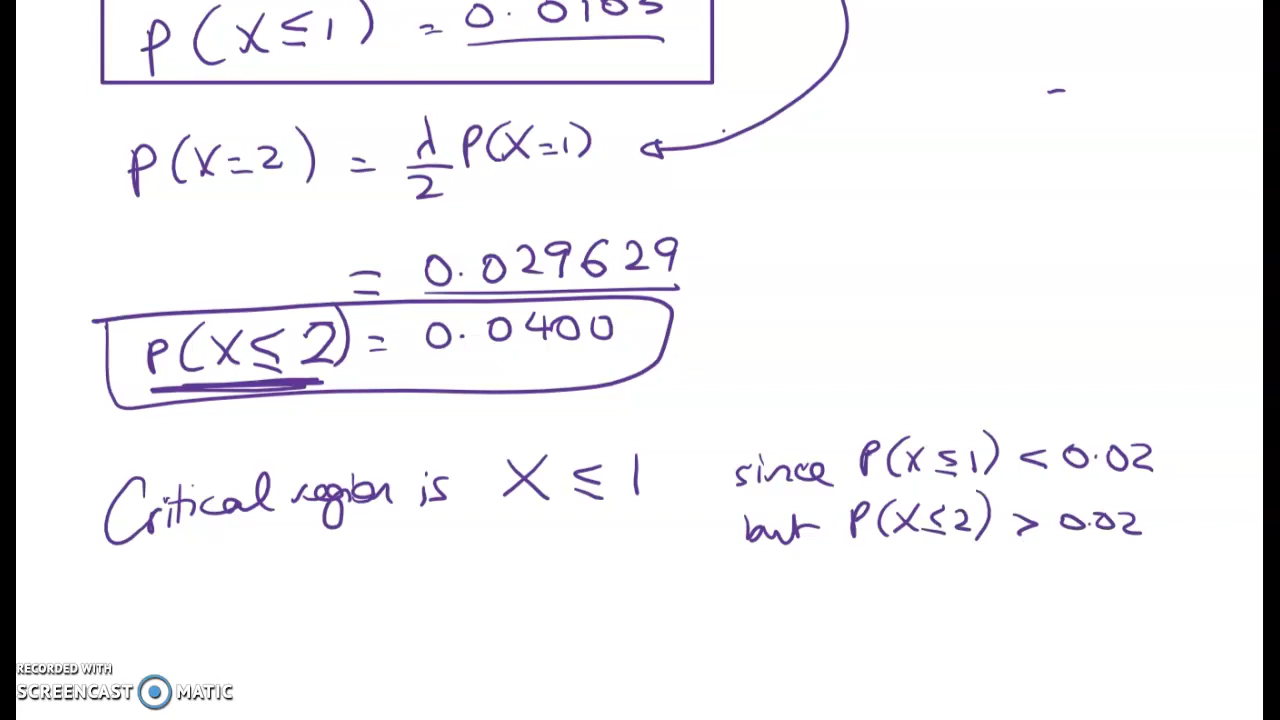 P(X≤1) = 0.0103
P(X=2) = λ/2 P(X=1)
= 0.029629
P(X≤2) = 0.0400
Critical region is X ≤ 1
since P(X≤1) < 0.02
but P(X≤2) > 0.02
RECORDED WITH
SCREENCAST MATIC